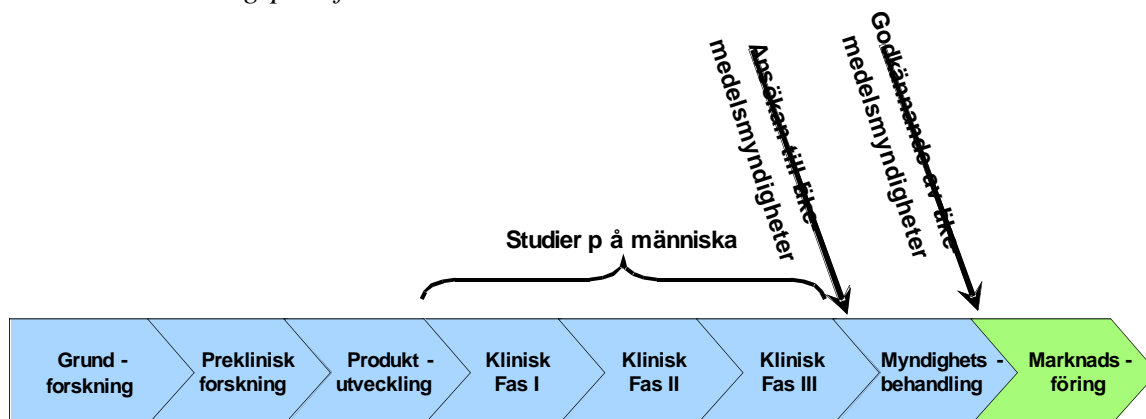 Ansökan till läke
medelsmyndigheter
Godkännande av läke
medelsmyndigheter
Studier p å människa
Grund -
forskning
Preklinisk
forskning
Produkt -
utveckling
Klinisk
Fas I
Klinisk
Fas II
Klinisk
Fas III
Myndighets -
behandling
Marknads -
föring